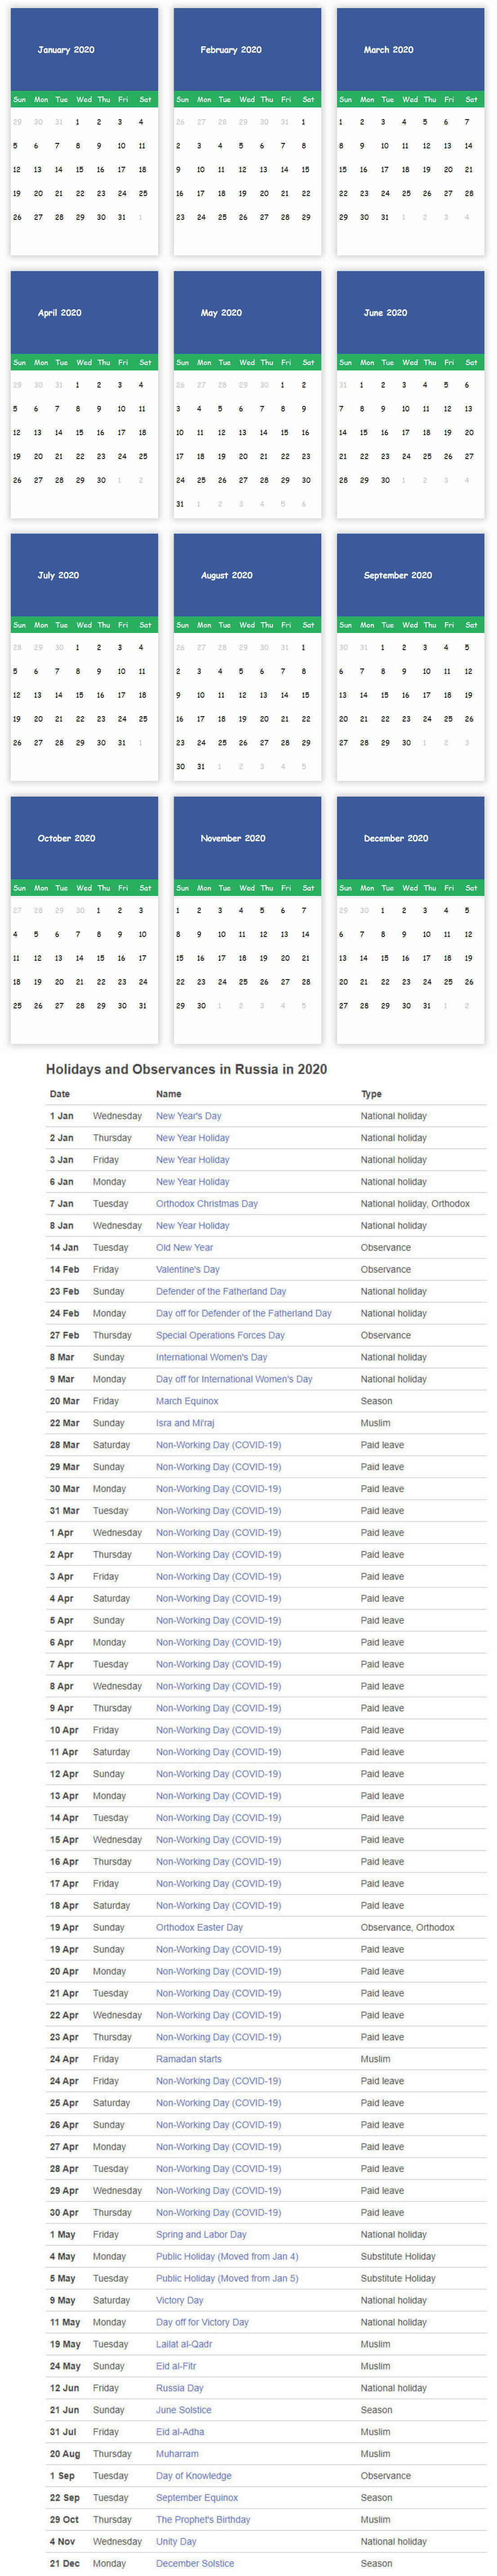 January 2020
Sun Mon Tue Wed Thu Fri Sat
29 30 31 1 2 3 4
5 6 7 8 9 10 11
12 13 14 15 16 17 18
19 20 21 22 23 24 25
26 27 28 29 30 31 1
February 2020
Sun Mon Tue Wed Thu Fri Sat
26 27 28 29 30 31 1
2 3 4 5 6 7 8
9 10 11 12 13 14 15
16 17 18 19 20 21 22
23 24 25 26 27 28 29
March 2020
Sun Mon Tue Wed Thu Fri Sat
1 2 3 4 5 6 7
8 9 10 11 12 13 14
15 16 17 18 19 20 21
22 23 24 25 26 27 28
29 30 31 1 2 3 4
April 2020
Sun Mon Tue Wed Thu Fri Sat
29 30 31 1 2 3 4
5 6 7 8 9 10 11
12 13 14 15 16 17 18
19 20 21 22 23 24 25
26 27 28 29 30 1 2
May 2020
Sun Mon Tue Wed Thu Fri Sat
26 27 28 29 30 1 2
3 4 5 6 7 8 9
10 11 12 13 14 15 16
17 18 19 20 21 22 23
24 25 26 27 28 29 30
31 1 2 3 4 5 6
June 2020
Sun Mon Tue Wed Thu Fri Sat
31 1 2 3 4 5 6
7 8 9 10 11 12 13
14 15 16 17 18 19 20
21 22 23 24 25 26 27
28 29 30 1 2 3 4
July 2020
Sun Mon Tue Wed Thu Fri Sat
28 29 30 1 2 3 4
5 6 7 8 9 10 11
12 13 14 15 16 17 18
19 20 21 22 23 24 25
26 27 28 29 30 31 1
August 2020
Sun Mon Tue Wed Thu Fri Sat
26 27 28 29 30 31 1
2 3 4 5 6 7 8
9 10 11 12 13 14 15
16 17 18 19 20 21 22
23 24 25 26 27 28 29
30 31 1 2 3 4 5
September 2020
Sun Mon Tue Wed Thu Fri Sat
30 31 1 2 3 4 5
6 7 8 9 10 11 12
13 14 15 16 17 18 19
20 21 22 23 24 25 26
27 28 29 30 1 2 3
October 2020
Sun Mon Tue Wed Thu Fri Sat
27 28 29 30 1 2 3
4 5 6 7 8 9 10
11 12 13 14 15 16 17
18 19 20 21 22 23 24
25 26 27 28 29 30 31
November 2020
Sun Mon Tue Wed Thu Fri Sat
1 2 3 4 5 6 7
8 9 10 11 12 13 14
15 16 17 18 19 20 21
22 23 24 25 26 27 28
29 30 1 2 3 4 5
December 2020
Sun Mon Tue Wed Thu Fri Sat
29 30 1 2 3 4 5
6 7 8 9 10 11 12
13 14 15 16 17 18 19
20 21 22 23 24 25 26
27 28 29 30 31 1 2
Holidays and Observances in Russia in 2020
Date Name Type
1 Jan Wednesday New Year's Day National holiday
2 Jan Thursday New Year Holiday National holiday
3 Jan Friday New Year Holiday National holiday
6 Jan Monday New Year Holiday National holiday
7 Jan Tuesday Orthodox Christmas Day National holiday, Orthodox
8 Jan Wednesday New Year Holiday National holiday
14 Jan Tuesday Old New Year Observance
14 Feb Friday Valentine's Day Observance
23 Feb Sunday Defender of the Fatherland Day National holiday
24 Feb Monday Day off for Defender of the Fatherland Day National holiday
27 Feb Thursday Special Operations Forces Day Observance
8 Mar Sunday International Women's Day National holiday
9 Mar Monday Day off for International Women's Day National holiday
20 Mar Friday March Equinox Season
22 Mar Sunday Isra and Mi'raj Muslim
28 Mar Saturday Non-Working Day (COVID-19) Paid leave
29 Mar Sunday Non-Working Day (COVID-19) Paid leave
30 Mar Monday Non-Working Day (COVID-19) Paid leave
31 Mar Tuesday Non-Working Day (COVID-19) Paid leave
1 Apr Wednesday Non-Working Day (COVID-19) Paid leave
2 Apr Thursday Non-Working Day (COVID-19) Paid leave
3 Apr Friday Non-Working Day (COVID-19) Paid leave
4 Apr Saturday Non-Working Day (COVID-19) Paid leave
5 Apr Sunday Non-Working Day (COVID-19) Paid leave
6 Apr Monday Non-Working Day (COVID-19) Paid leave
7 Apr Tuesday Non-Working Day (COVID-19) Paid leave
8 Apr Wednesday Non-Working Day (COVID-19) Paid leave
9 Apr Thursday Non-Working Day (COVID-19) Paid leave
10 Apr Friday Non-Working Day (COVID-19) Paid leave
11 Apr Saturday Non-Working Day (COVID-19) Paid leave
12 Apr Sunday Non-Working Day (COVID-19) Paid leave
13 Apr Monday Non-Working Day (COVID-19) Paid leave
14 Apr Tuesday Non-Working Day (COVID-19) Paid leave
15 Apr Wednesday Non-Working Day (COVID-19) Paid leave
16 Apr Thursday Non-Working Day (COVID-19) Paid leave
17 Apr Friday Non-Working Day (COVID-19) Paid leave
18 Apr Saturday Non-Working Day (COVID-19) Paid leave
19 Apr Sunday Orthodox Easter Day Observance, Orthodox
19 Apr Sunday Non-Working Day (COVID-19) Paid leave
20 Apr Monday Non-Working Day (COVID-19) Paid leave
21 Apr Tuesday Non-Working Day (COVID-19) Paid leave
22 Apr Wednesday Non-Working Day (COVID-19) Paid leave
23 Apr Thursday Non-Working Day (COVID-19) Paid leave
24 Apr Friday Ramadan starts Muslim
24 Apr Friday Non-Working Day (COVID-19) Paid leave
25 Apr Saturday Non-Working Day (COVID-19) Paid leave
26 Apr Sunday Non-Working Day (COVID-19) Paid leave
27 Apr Monday Non-Working Day (COVID-19) Paid leave
28 Apr Tuesday Non-Working Day (COVID-19) Paid leave
29 Apr Wednesday Non-Working Day (COVID-19) Paid leave
30 Apr Thursday Non-Working Day (COVID-19) Paid leave
1 May Friday Spring and Labor Day National holiday
4 May Monday Public Holiday (Moved from Jan 4) Substitute Holiday
5 May Tuesday Public Holiday (Moved from Jan 5) Substitute Holiday
9 May Saturday Victory Day National holiday
11 May Monday Day off for Victory Day National holiday
19 May Tuesday Lailat al-Qadr Muslim
24 May Sunday Eid al-Fitr Muslim
12 Jun Friday Russia Day National holiday
21 Jun Sunday June Solstice Season
31 Jul Friday Eid al-Adha Muslim
20 Aug Thursday Muharram Muslim
1 Sep Tuesday Day of Knowledge Observance
22 Sep Tuesday September Equinox Season
29 Oct Thursday The Prophet's Birthday Muslim
4 Nov Wednesday Unity Day National holiday
21 Dec Monday December Solstice Season